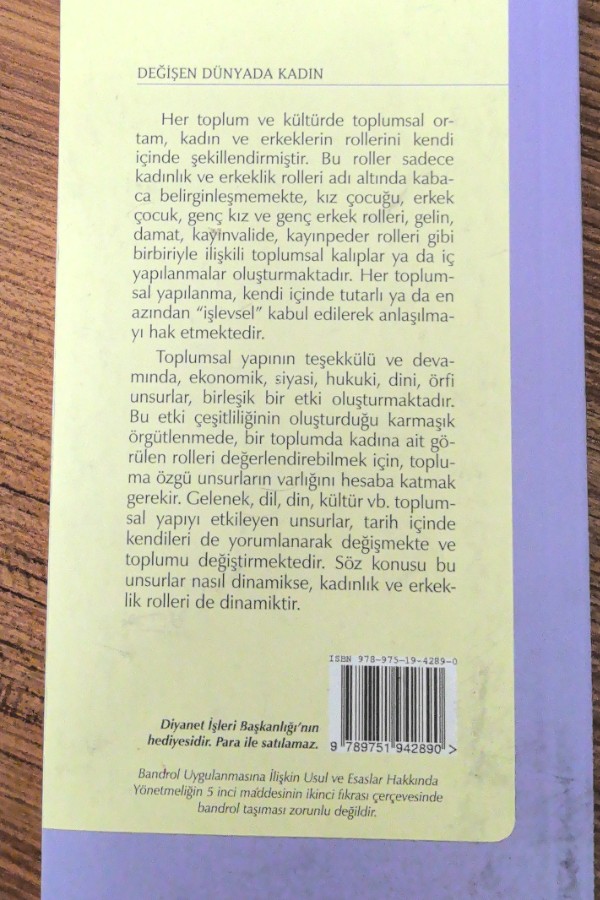 DEĞİŞEN DÜNYADA KADIN
Her toplum ve kültürde toplumsal or-
tam, kadın ve erkeklerin rollerini kendi
içinde şekillendirmiştir. Bu roller sadece
kadınlık ve erkeklik rolleri adı altında kaba-
ca belirginleşmemekte, kız çocuğu, erkek
çocuk, genç kız ve genç erkek rolleri, gelin,
damat, kayınvalide, kayınpeder rolleri gibi
birbiriyle ilişkili toplumsal kalıplar ya da iç
yapılanmalar oluşturmaktadır. Her toplum-
sal yapılanma, kendi içinde tutarlı ya da en
azından “işlevsel” kabul edilerek anlaşılma-
yı hak etmektedir.
Toplumsal yapının teşekkülü ve deva-
mında, ekonomik, siyasi, hukuki, dini, örfi
unsurlar, birleşik bir etki oluşturmaktadır.
Bu etki çeşitliliğinin oluşturduğu karmaşık
örgütlenmede, bir toplumda kadına ait gö-
rülen rolleri değerlendirebilmek için, toplu-
ma özgü unsurların varlığını hesaba katmak
gerekir. Gelenek, dil, din, kültür vb. toplum-
sal yapıyı etkileyen unsurlar, tarih içinde
kendileri de yorumlanarak değişmekte ve
toplumu değiştirmektedir. Söz konusu bu
unsurlar nasıl dinamikse, kadınlık ve erkek-
lik rolleri de dinamiktir.
ISBN 978-975-19-4289-0
Diyanet İşleri Başkanlığı'nın
hediyesidir. Para ile satılamaz.
9 789751 942890 >
Bandrol Uygulanmasına İlişkin Usul ve Esaslar Hakkında
Yönetmeliğin 5 inci maddesinin ikinci fıkrası çerçevesinde
bandrol taşıması zorunlu değildir.